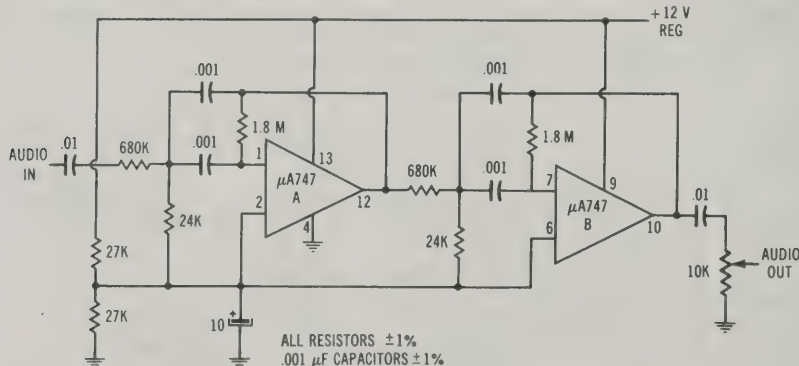 +12 V
REG
.001
.001
.01
680K
1.8 M
1.8 M
AUDIO
IN
.001
1
13
680K
.001
7
9
μA747
A
12
μA747
B
10
.01
2
4
6
24K
24K
27K
10K
AUDIO
OUT
27K
+
10
ALL RESISTORS ±1%
.001 μF CAPACITORS ±1%